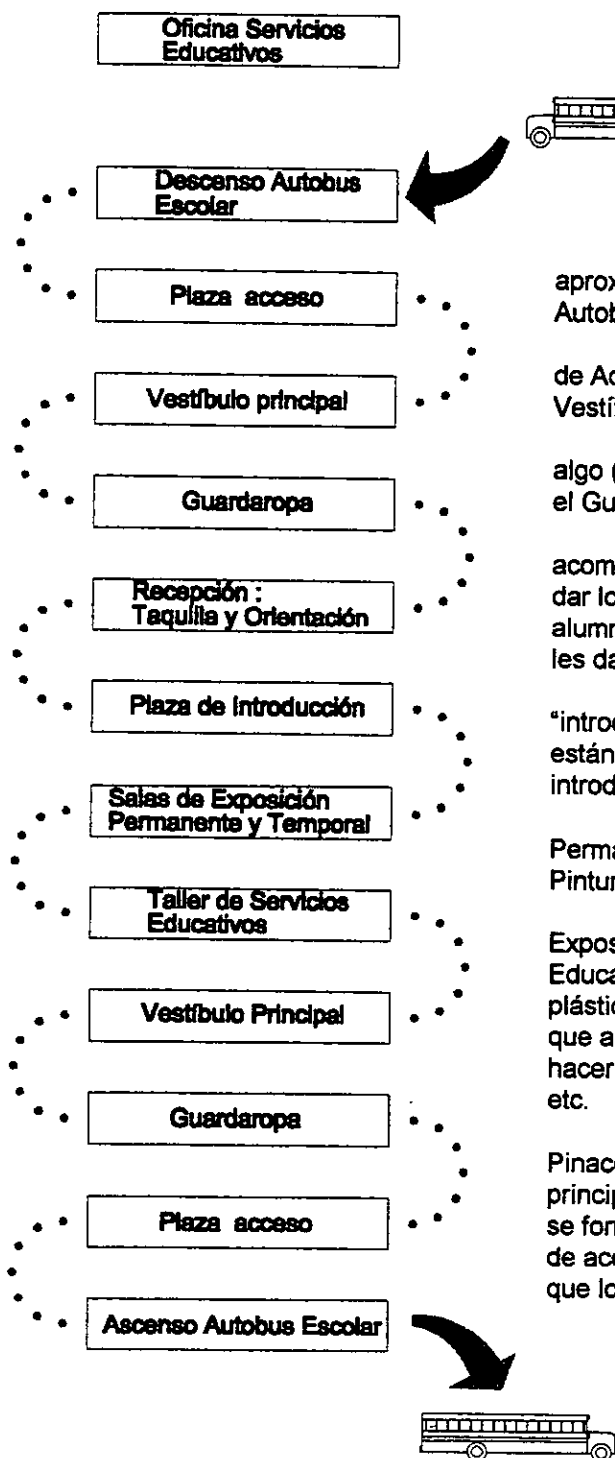 Oficina Servicios
Educativos
Descenso Autobus
Escolar
Plaza acceso
Vestíbulo principal
Guardaropa
Recepción :
Taquilla y Orientación
Plaza de Introducción
Salas de Exposición
Permanente y Temporal
Taller de Servicios
Educativos
Vestíbulo Principal
Guardaropa
Plaza acceso
Ascenso Autobus Escolar
aprox
Autob
de Ac
Vestí
algo (
el Gu
acom
dar lo
alumn
les da
"introd
están
introd
Perma
Pintur
Expos
Educa
plástic
que a
hacer
etc.
Pinac
princip
se for
de acc
que lo